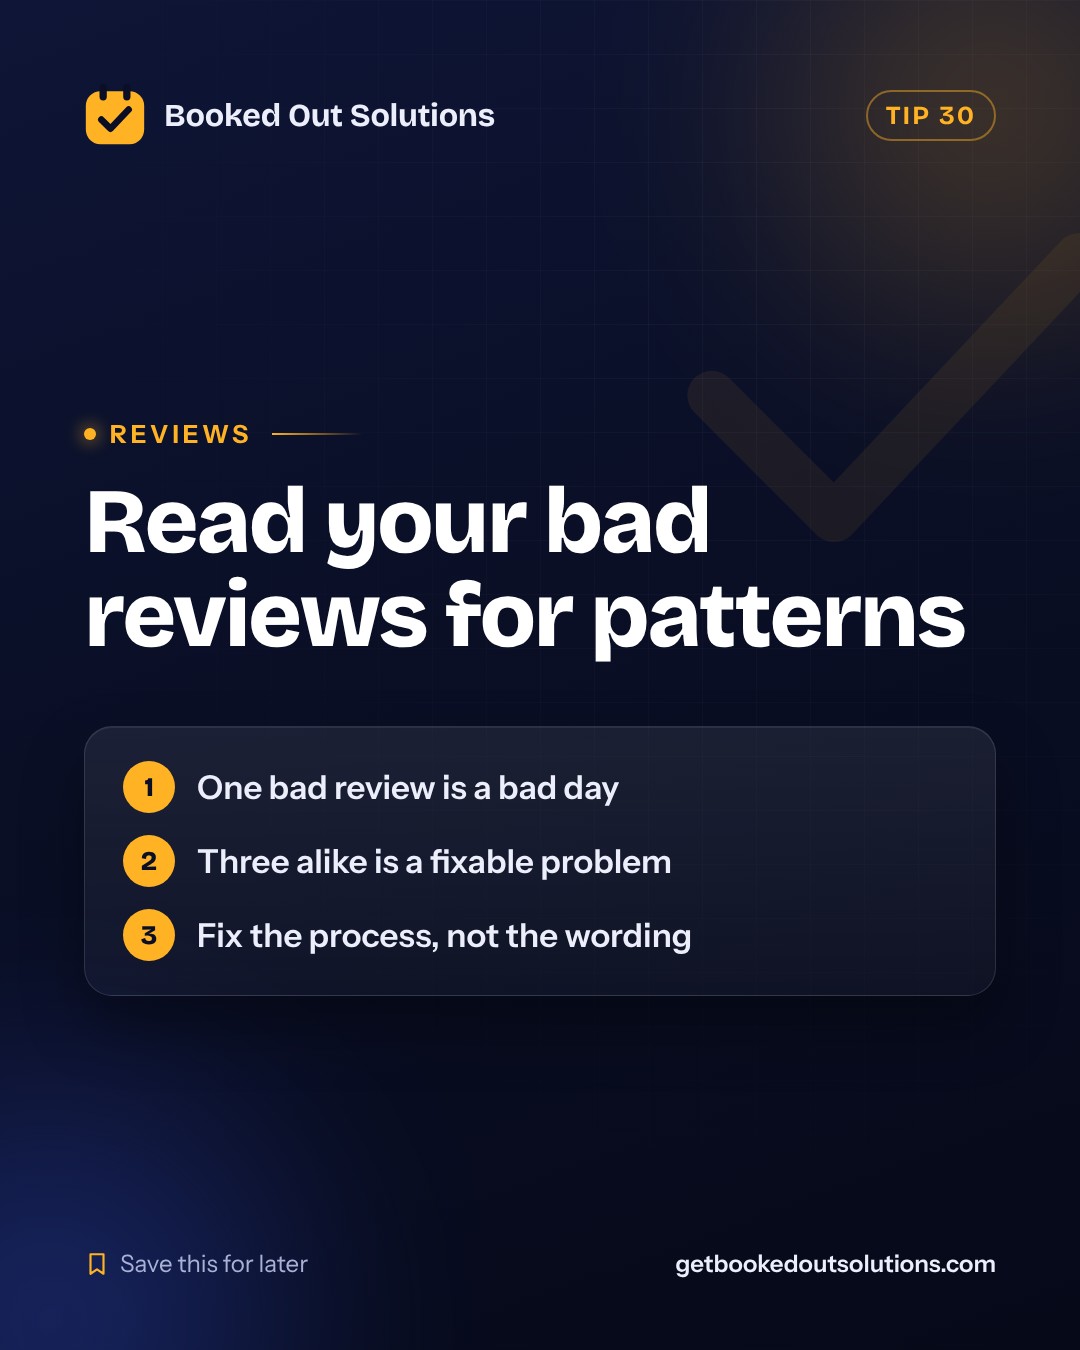 Booked Out Solutions
TIP 30
REVIEWS
Read your bad
reviews for patterns
1 One bad review is a bad day
2 Three alike is a fixable problem
3 Fix the process, not the wording
Save this for later
getbookedoutsolutions.com